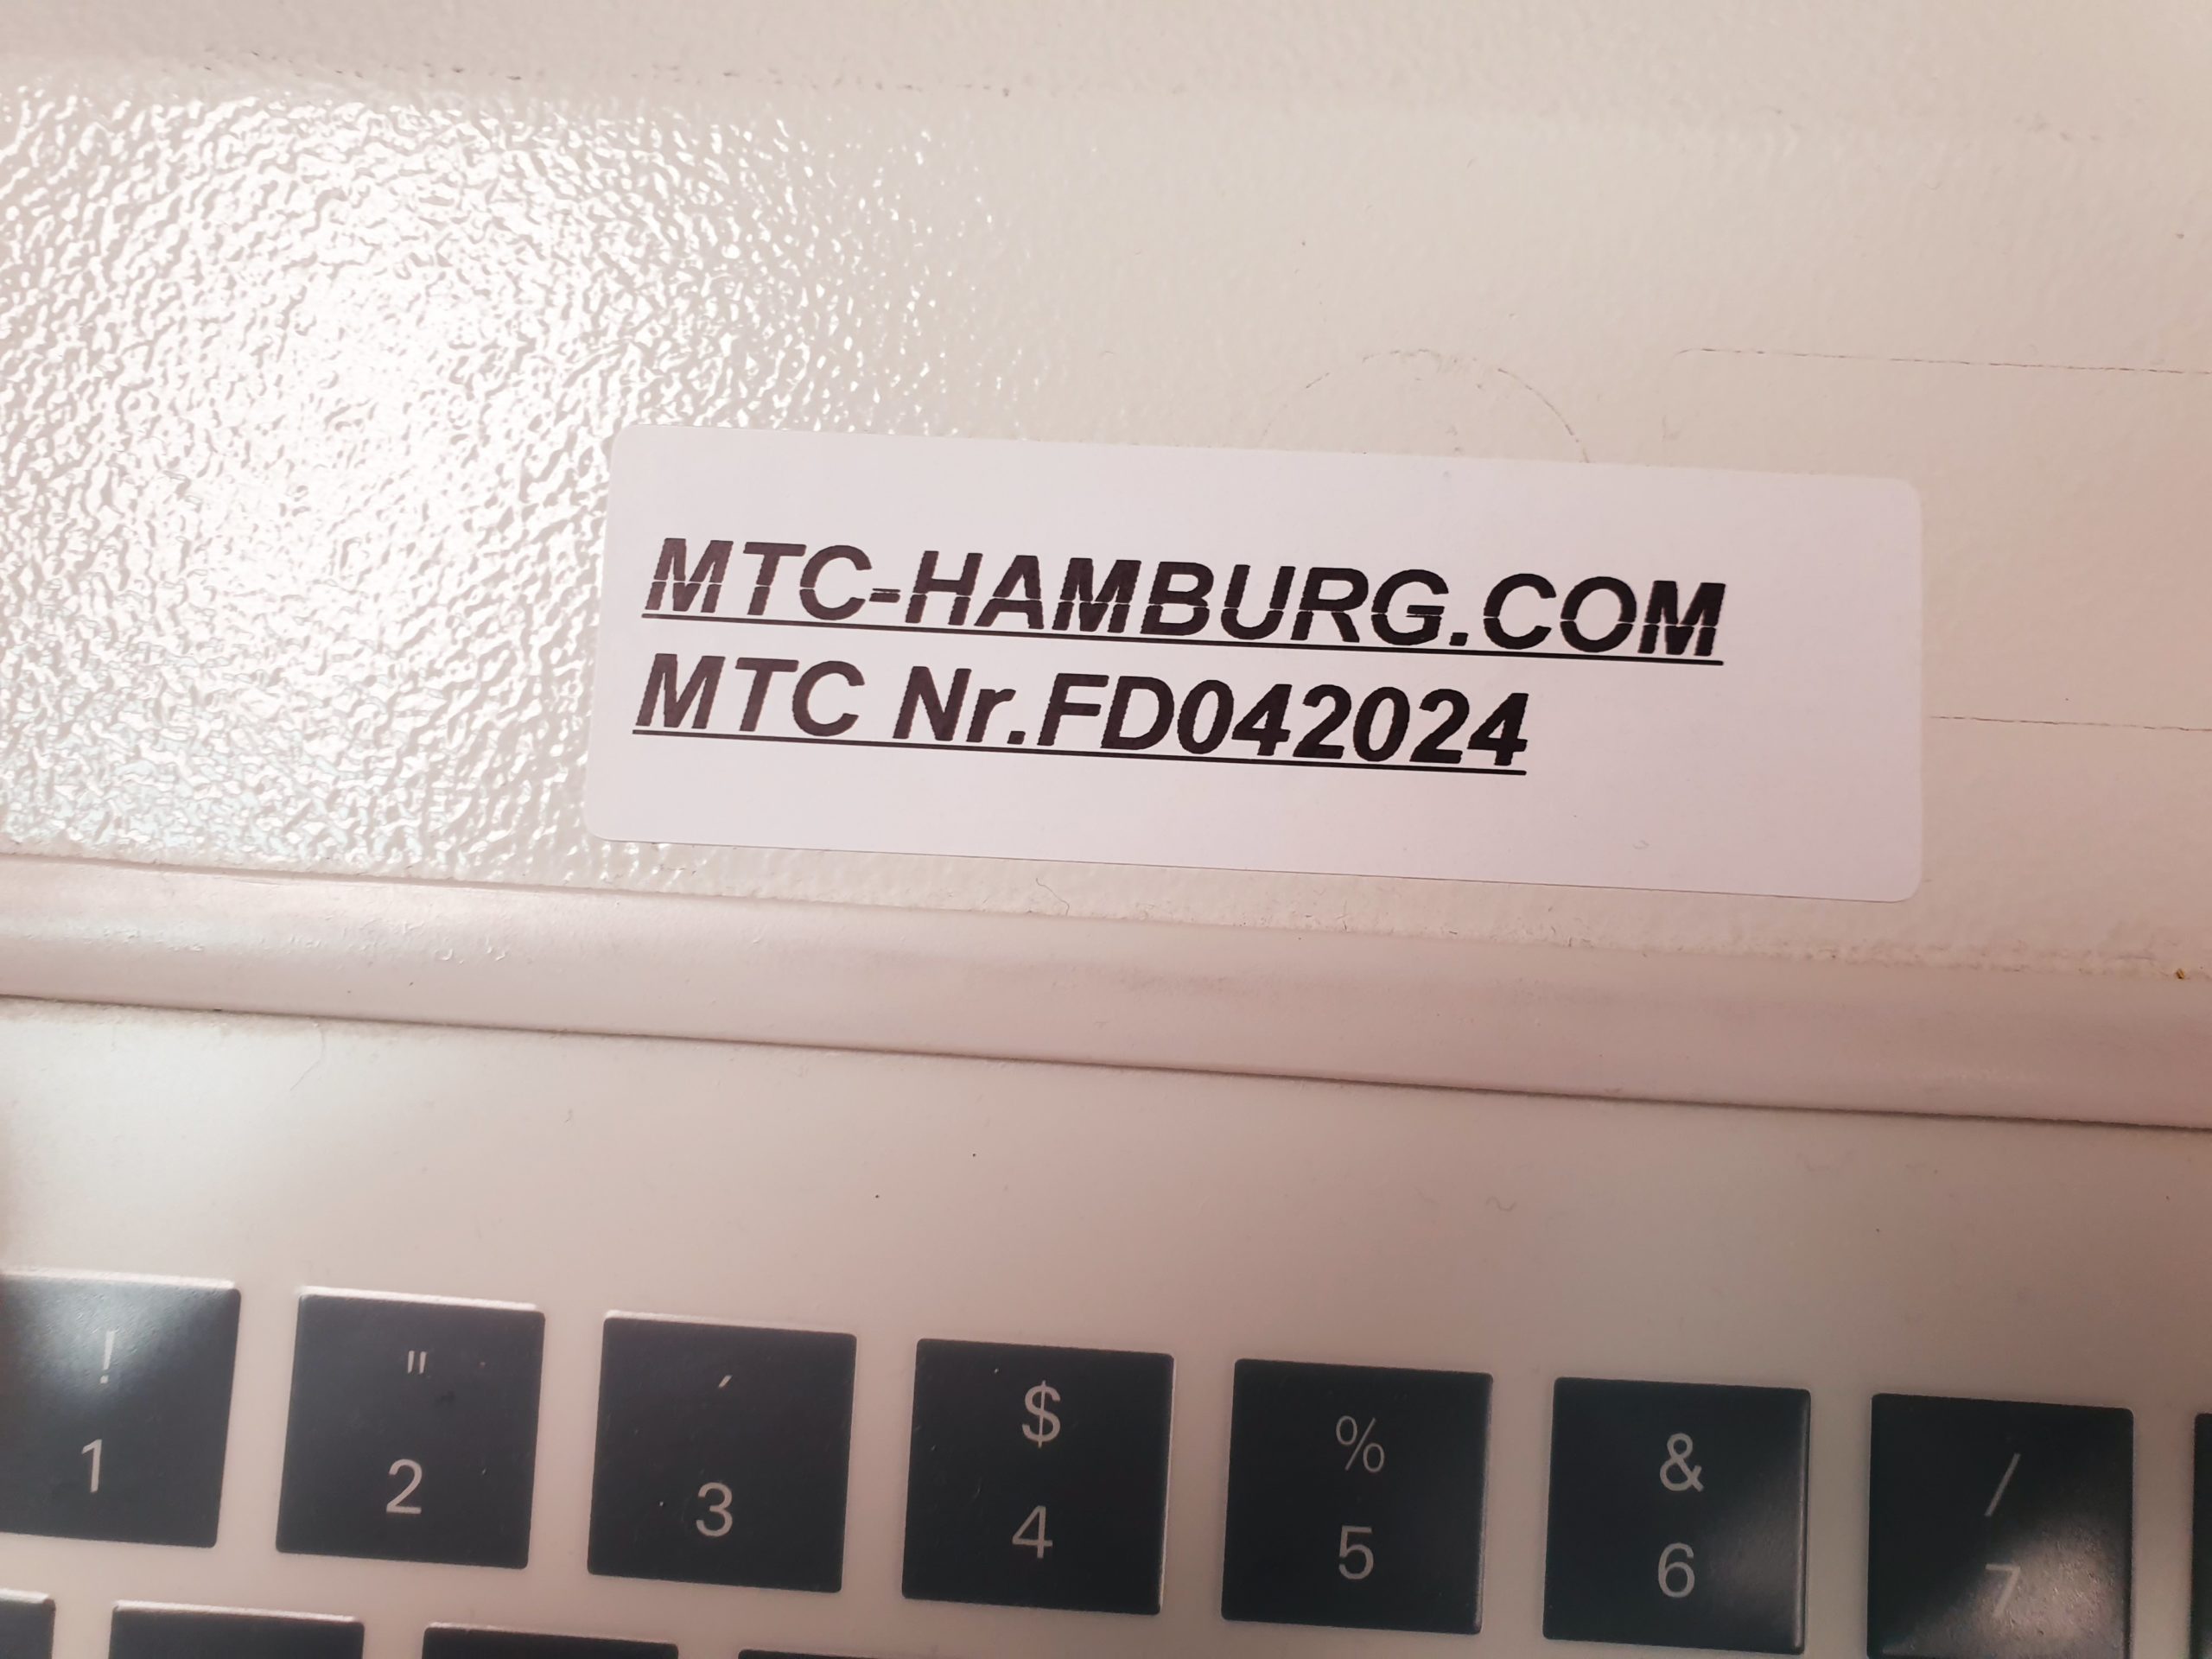 MTC-HAMBURG.COM
MTC Nr.FD042024
! " ´ $ % & /
1 2 3 4 5 6 7